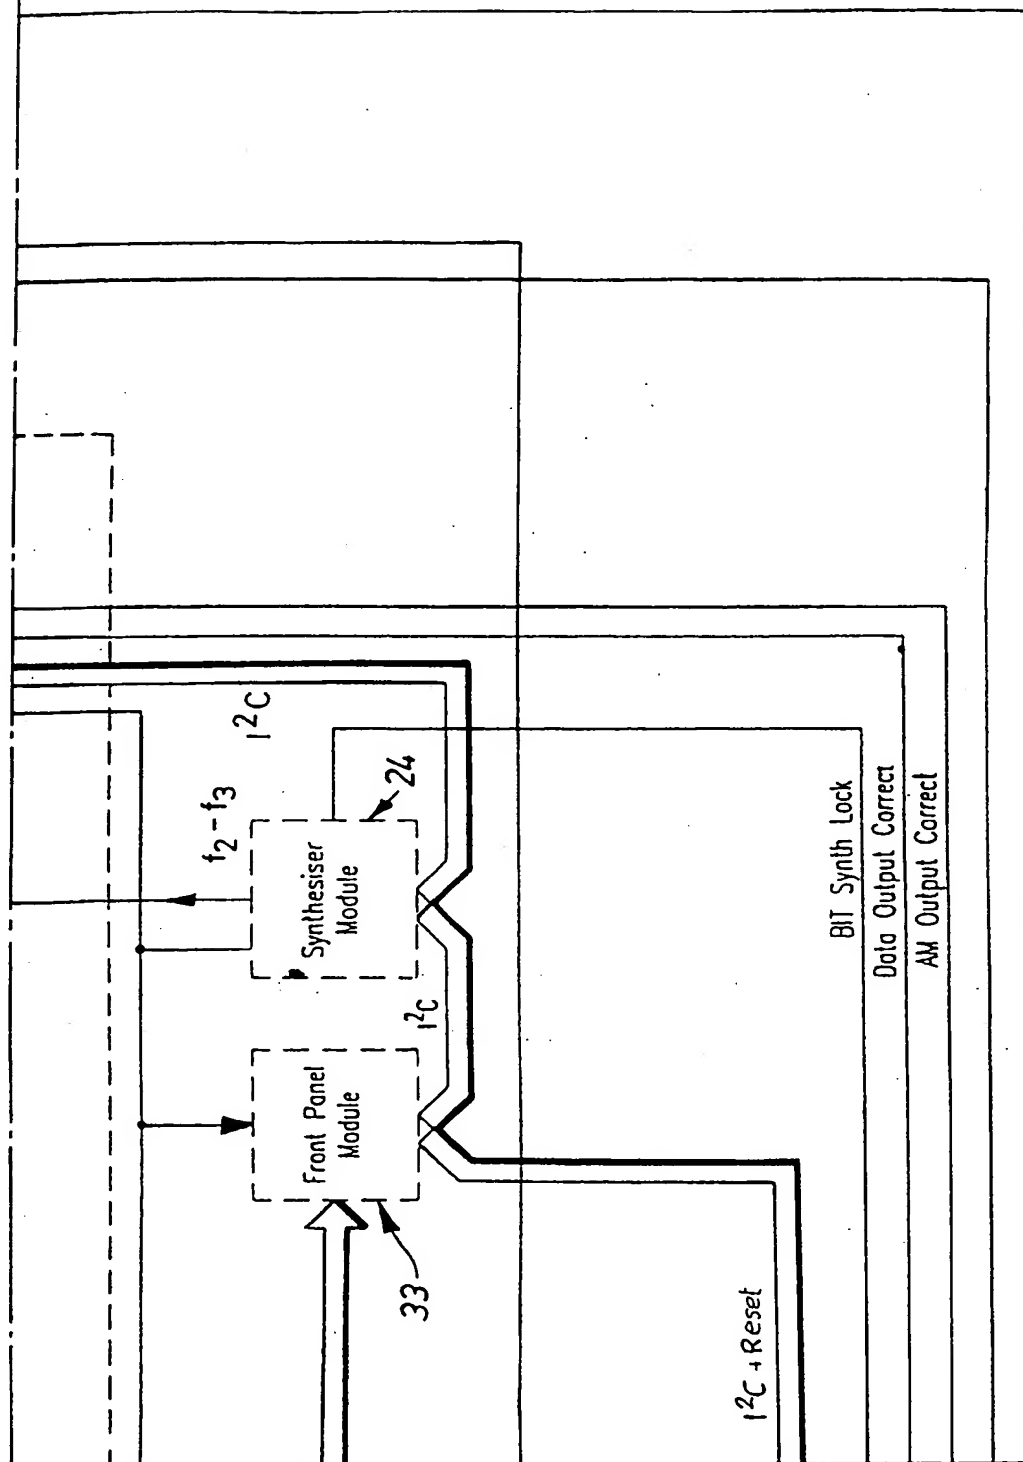 I²C
f₂-f₃
24
Synthesiser
Module
I²C
Front Panel
Module
33
BIT Synth Lock
Data Output Correct
AM Output Correct
I²C + Reset